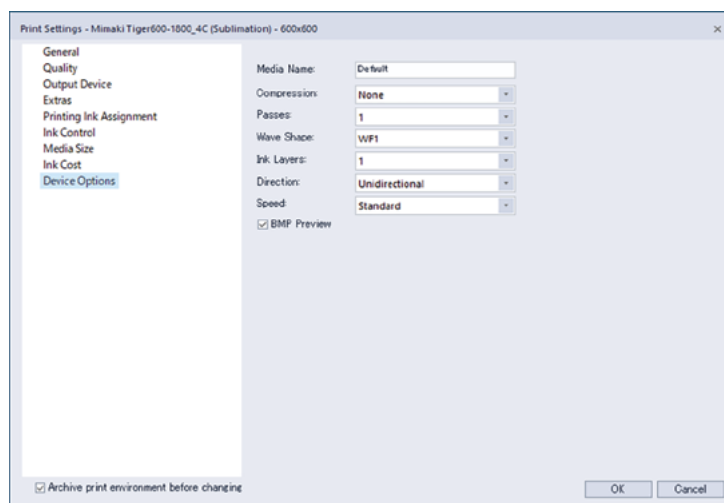 Print Settings - Mimaki Tiger600-1800_4C (Sublimation) - 600x600
General
Quality
Output Device
Extras
Printing Ink Assignment
Ink Control
Media Size
Ink Cost
Device Options
Media Name: Default
Compression: None
Passes: 1
Wave Shape: WF1
Ink Layers: 1
Direction: Unidirectional
Speed: Standard
BMP Preview
Archive print environment before changing
OK Cancel